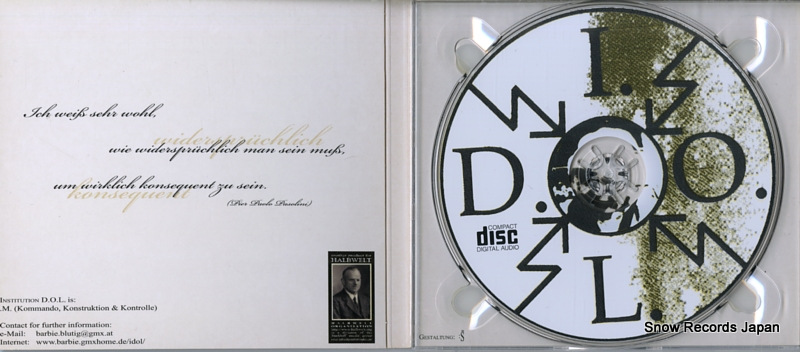 Ich weiß sehr wohl,
widersprüchlich
wie widersprüchlich man sein muß,
um wirklich konsequent zu sein.
konsequent
(Pier Paolo Pasolini)
HALBWELT
INSTITUTION D.O.L. is:
.M. (Kommando, Konstruktion & Kontrolle)
Contact for further information:
e-Mail: barbie.blutig@gmx.at
Internet: www.barbie.gmxhome.de/idol/
I.
D. O.
L.
COMPACT
disc
DIGITAL AUDIO
GESTALTUNG:
Snow Records Japan